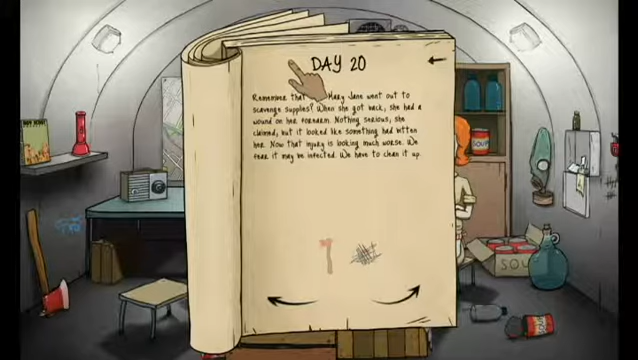 DAY 20
Remember that Mary Jane went out to
scavenge supplies? When she got back, she had a
wound on her forearm. Nothing serious, she
claimed, but it looked like something had bitten
her. Now that injury is looking much worse. We
fear it may be infected. We have to clean it up.
SOUP
SOU